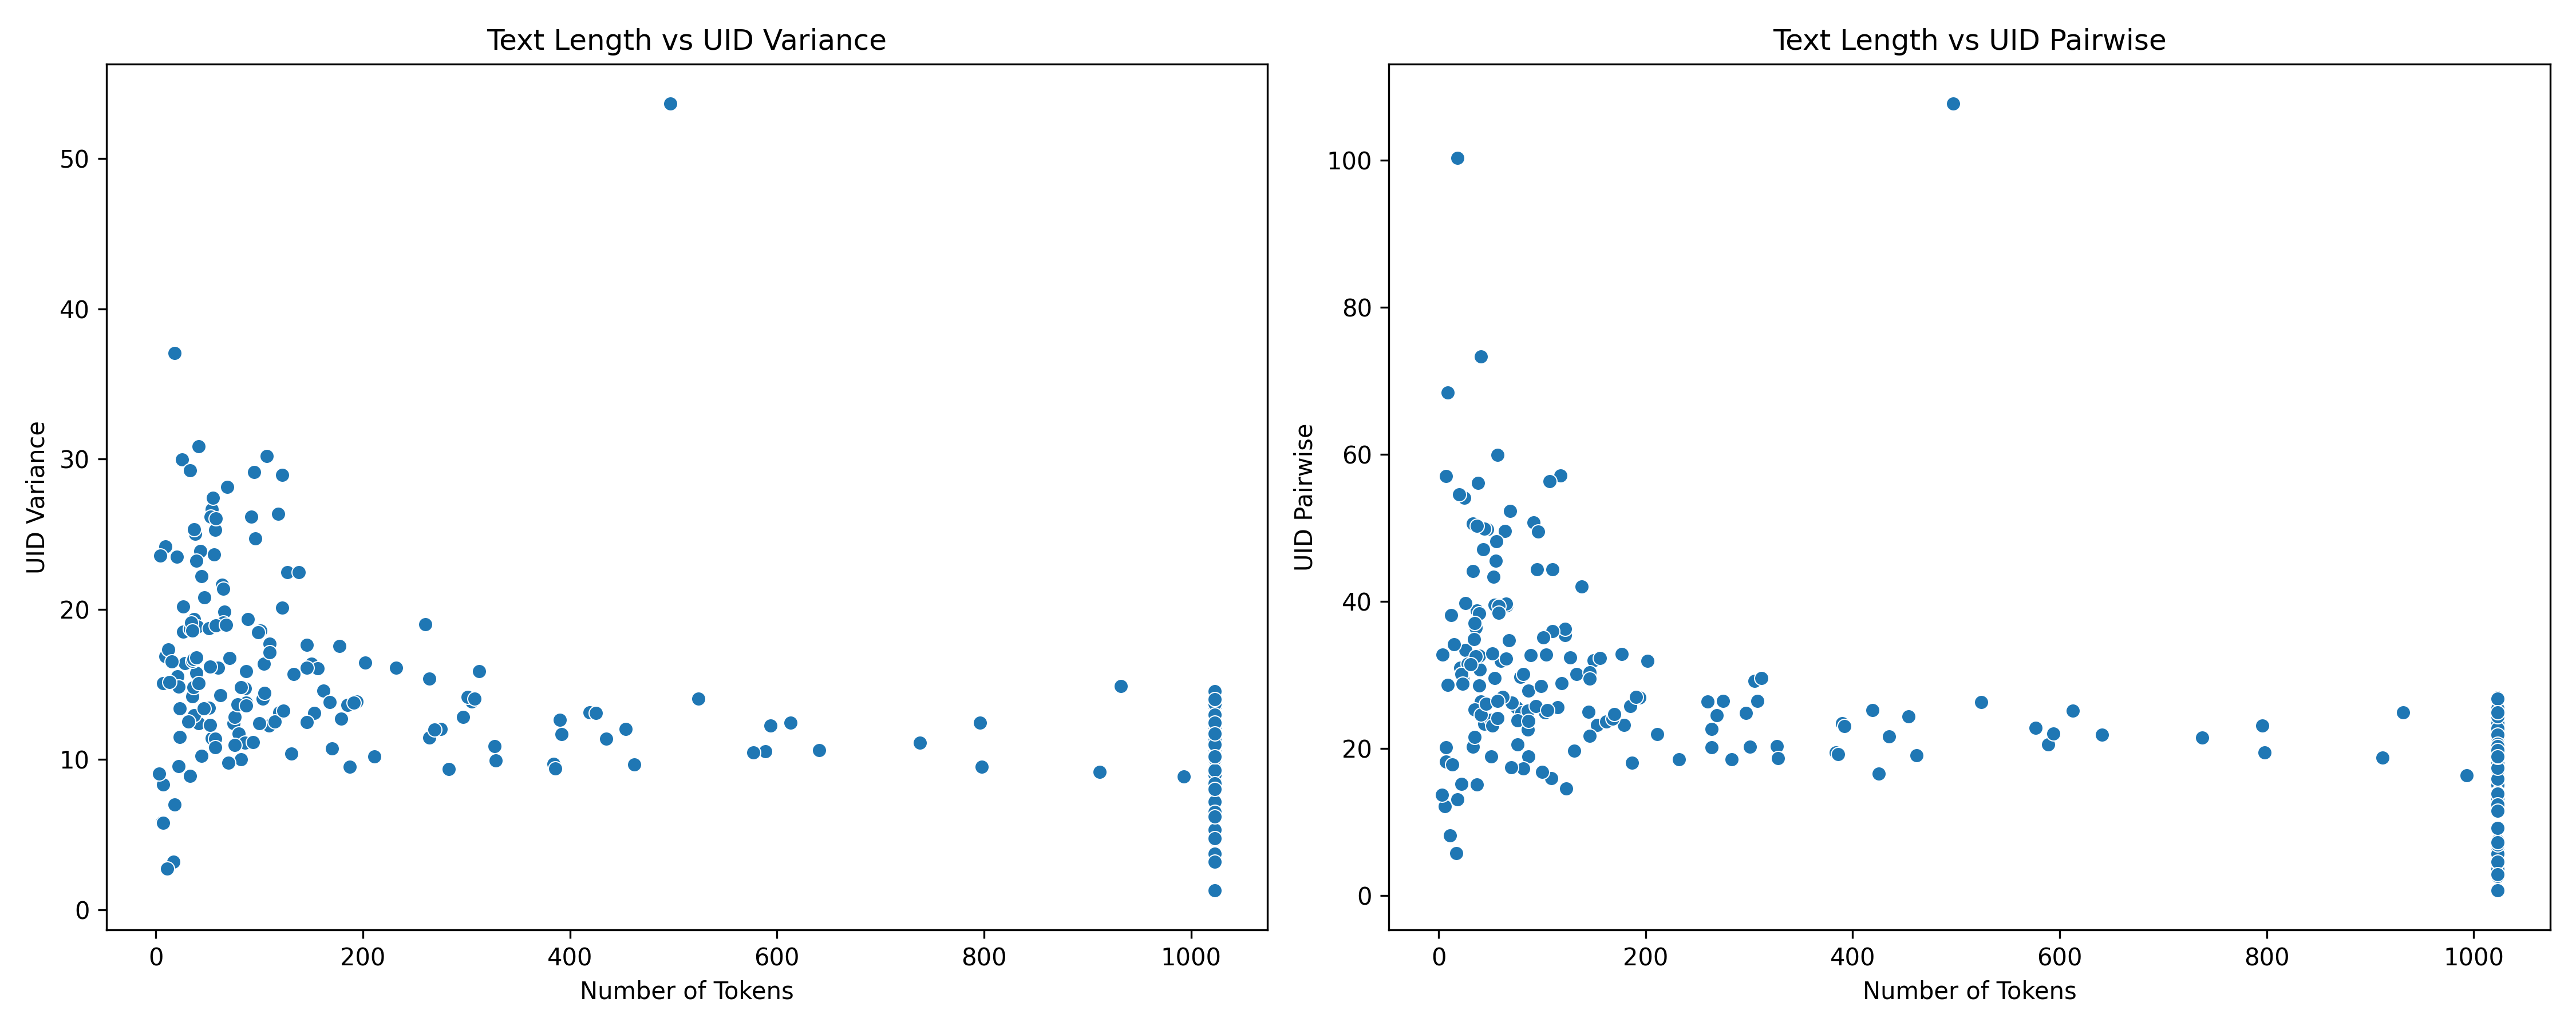 Text Length vs UID Variance
UID Variance
50
40
30
20
10
0
0 200 400 600 800 1000
Number of Tokens
Text Length vs UID Pairwise
UID Pairwise
100
80
60
40
20
0
0 200 400 600 800 1000
Number of Tokens